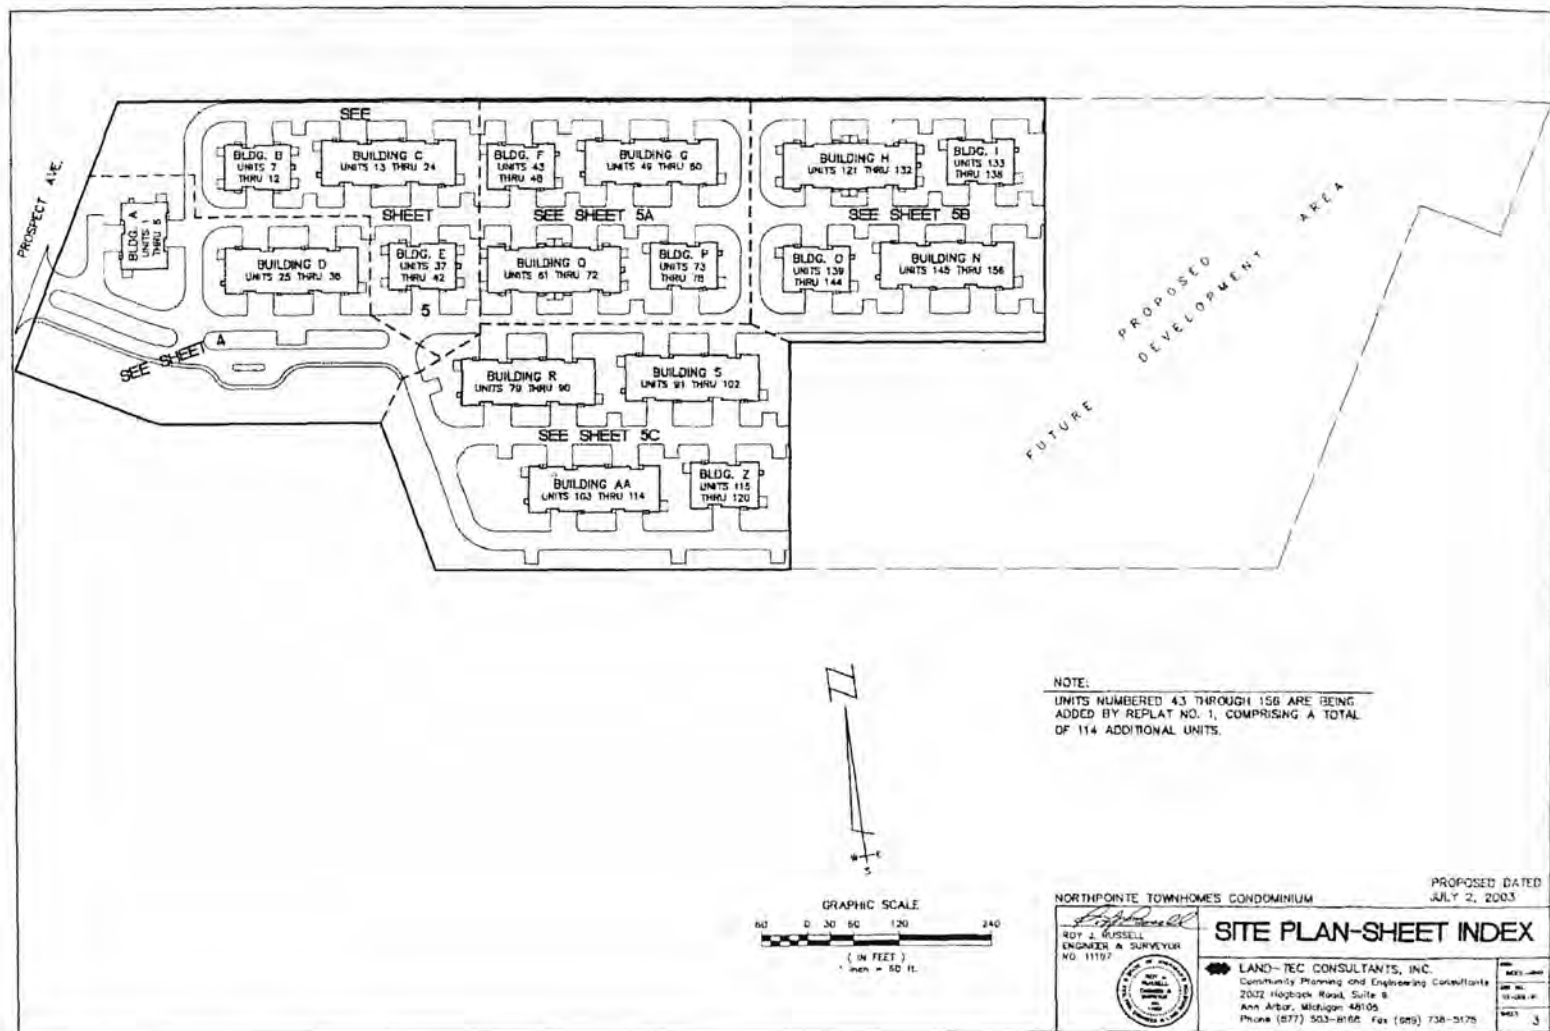 SEE
PROSPECT AVE.
BLDG. B
UNITS 7
THRU 12
BUILDING C
UNITS 13 THRU 24
BLDG. F
UNITS 43
THRU 48
BUILDING G
UNITS 49 THRU 60
BUILDING H
UNITS 121 THRU 132
BLDG. I
UNITS 133
THRU 138
BLDG. A
UNITS 1
THRU 6
SHEET
SEE SHEET 5A
SEE SHEET 5B
BUILDING D
UNITS 25 THRU 36
BLDG. E
UNITS 37
THRU 42
BUILDING Q
UNITS 61 THRU 72
BLDG. P
UNITS 73
THRU 78
BLDG. O
UNITS 139
THRU 144
BUILDING N
UNITS 145 THRU 156
5
SEE SHEET A
BUILDING R
UNITS 79 THRU 90
BUILDING S
UNITS 91 THRU 102
SEE SHEET 5C
BUILDING AA
UNITS 103 THRU 114
BLDG. Z
UNITS 115
THRU 120
PROPOSED
FUTURE DEVELOPMENT AREA
N
W E
S
NOTE:
UNITS NUMBERED 43 THROUGH 156 ARE BEING
ADDED BY REPLAT NO. 1, COMPRISING A TOTAL
OF 114 ADDITIONAL UNITS.
GRAPHIC SCALE
60 0 30 60 120 240
( IN FEET )
1 inch = 60 ft.
PROPOSED DATED
JULY 2, 2003
NORTHPOINTE TOWNHOMES CONDOMINIUM
ROY J. RUSSELL
ENGINEER & SURVEYOR
NO. 11197
SITE PLAN-SHEET INDEX
LAND-TEC CONSULTANTS, INC.
Community Planning and Engineering Consultants
2002 Hogback Road, Suite
Ann Arbor, Michigan 48105
Phone (877) Fax
SHEET
3